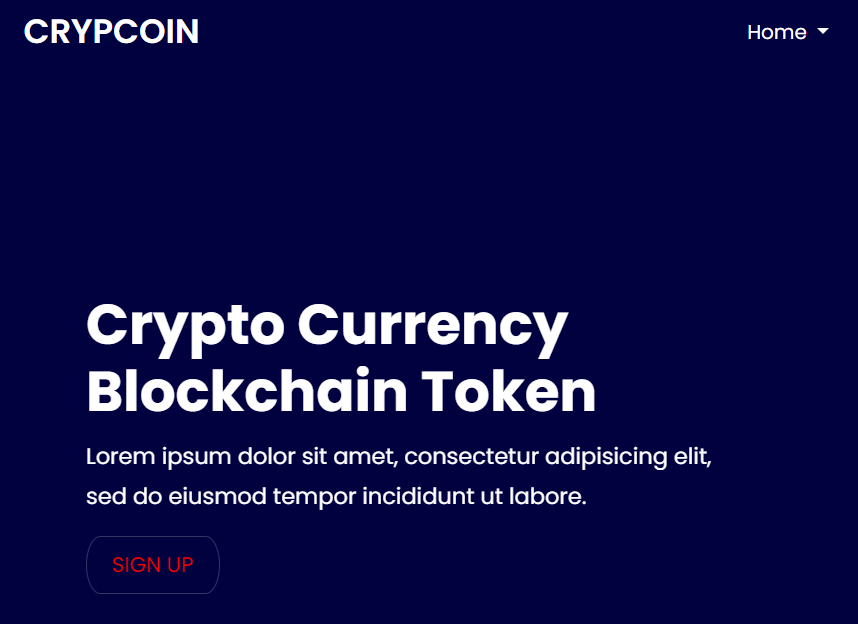 CRYPCOIN
Home
Crypto Currency
Blockchain Token
Lorem ipsum dolor sit amet, consectetur adipisicing elit,
sed do eiusmod tempor incididunt ut labore.
SIGN UP